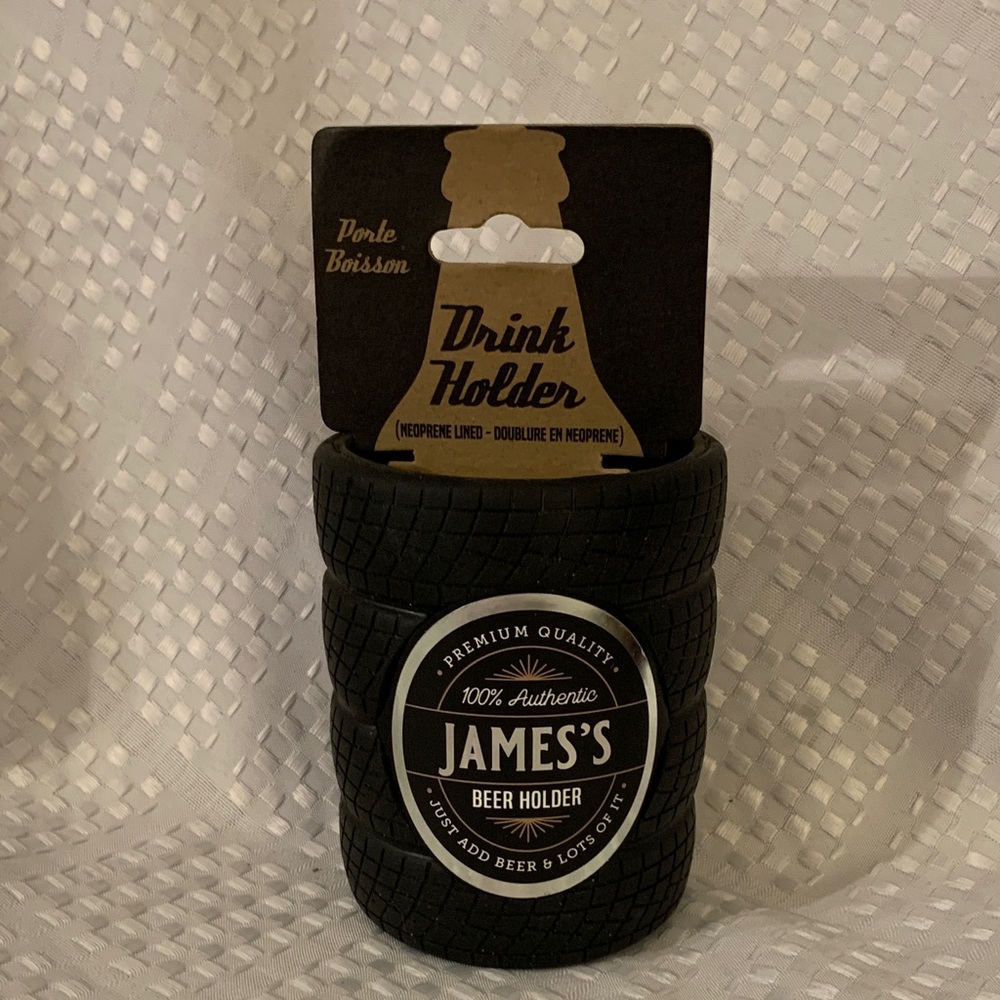 Porte
Boisson
Drink
Holder
(NEOPRENE LINED - DOUBLURE EN NEOPRENE)
• PREMIUM QUALITY •
100% Authentic
JAMES'S
BEER HOLDER
• JUST ADD BEER & LOTS OF IT •